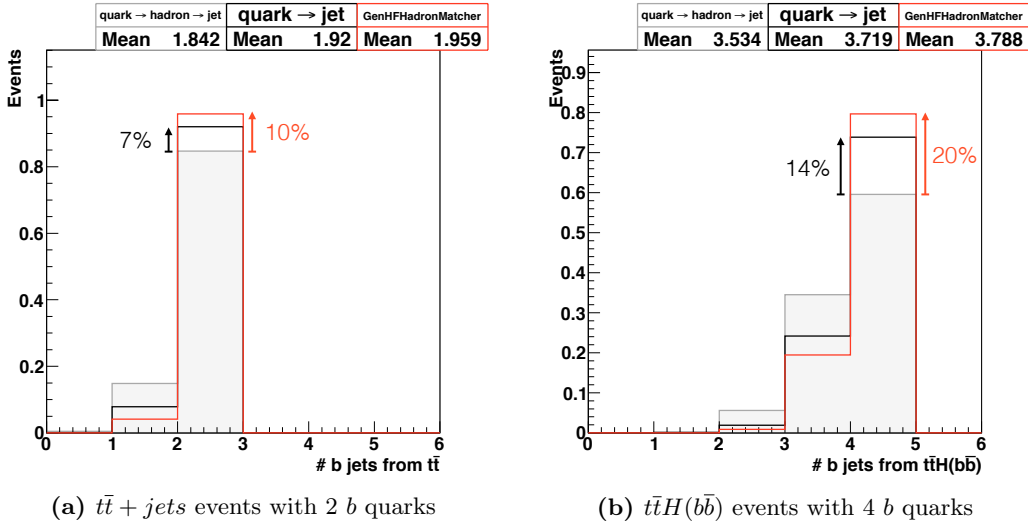 quark → hadron → jet quark → jet GenHFHadronMatcher
Mean 1.842 Mean 1.92 Mean 1.959
Events
1
0.8
0.6
0.4
0.2
0
7%
10%
0 1 2 3 4 5 6
# b jets from tt̄
(a) tt̄ + jets events with 2 b quarks
quark → hadron → jet quark → jet GenHFHadronMatcher
Mean 3.534 Mean 3.719 Mean 3.788
Events
0.9
0.8
0.7
0.6
0.5
0.4
0.3
0.2
0.1
0
14%
20%
0 1 2 3 4 5 6
# b jets from tt̄H(bb̄)
(b) tt̄H(bb̄) events with 4 b quarks